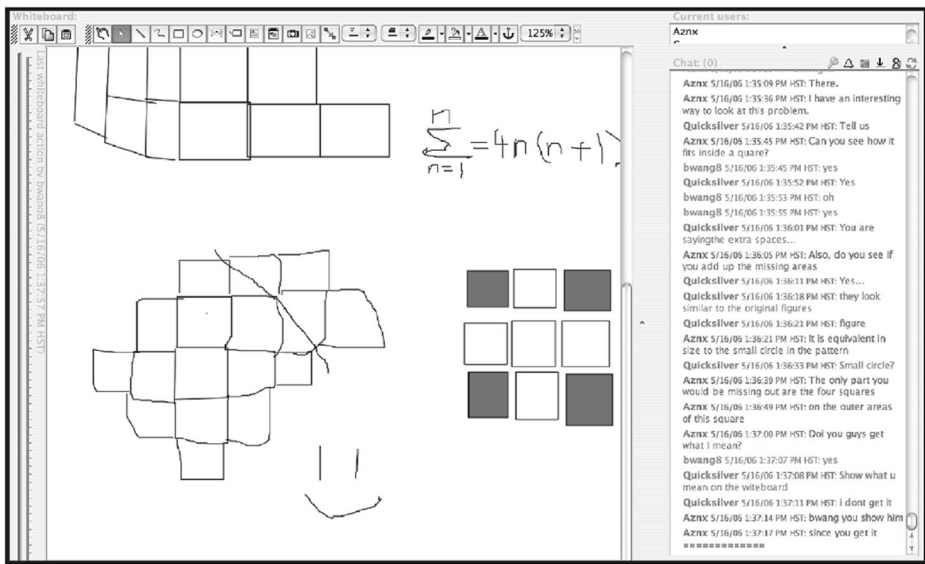 Whiteboard:
125%
Last whiteboard action by bwang8 (5/16/06 1:37:57 PM HST)
n
∑ =4n(n+1)
n=1
Current users:
Aznx
Chat: (0)
Aznx 5/16/06 1:35:09 PM HST: There.
Aznx 5/16/06 1:35:36 PM HST: I have an interesting
way to look at this problem.
Quicksilver 5/16/06 1:35:42 PM HST: Tell us
Aznx 5/16/06 1:35:45 PM HST: Can you see how it
fits inside a quare?
bwang8 5/16/06 1:35:45 PM HST: yes
Quicksilver 5/16/06 1:35:52 PM HST: Yes
bwang8 5/16/06 1:35:53 PM HST: oh
bwang8 5/16/06 1:35:55 PM HST: yes
Quicksilver 5/16/06 1:36:01 PM HST: You are
sayingthe extra spaces...
Aznx 5/16/06 1:36:05 PM HST: Also, do you see if
you add up the missing areas
Quicksilver 5/16/06 1:36:11 PM HST: Yes...
Quicksilver 5/16/06 1:36:18 PM HST: they look
similar to the original figures
Quicksilver 5/16/06 1:36:21 PM HST: figure
Aznx 5/16/06 1:36:21 PM HST: It is equivalent in
size to the small circle in the pattern
Quicksilver 5/16/06 1:36:33 PM HST: Small circle?
Aznx 5/16/06 1:36:39 PM HST: The only part you
would be missing out are the four squares
Aznx 5/16/06 1:36:49 PM HST: on the outer areas
of this square
Aznx 5/16/06 1:37:00 PM HST: Doi you guys get
what I mean?
bwang8 5/16/06 1:37:07 PM HST: yes
Quicksilver 5/16/06 1:37:08 PM HST: Show what u
mean on the witeboard
Quicksilver 5/16/06 1:37:11 PM HST: i dont get it
Aznx 5/16/06 1:37:14 PM HST: bwang you show him
Aznx 5/16/06 1:37:17 PM HST: since you get it